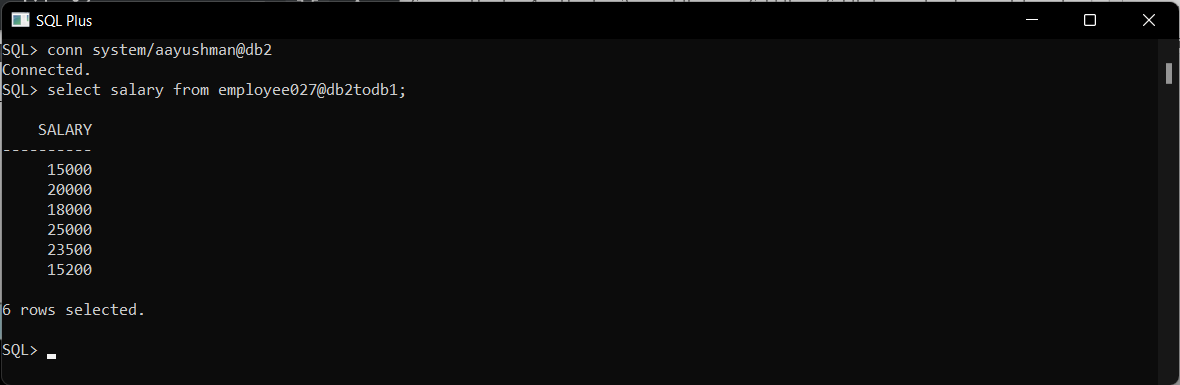 SQL Plus
SQL> conn system/aayushman@db2
Connected.
SQL> select salary from employee027@db2todb1;
SALARY
----------
15000
20000
18000
25000
23500
15200
6 rows selected.
SQL>